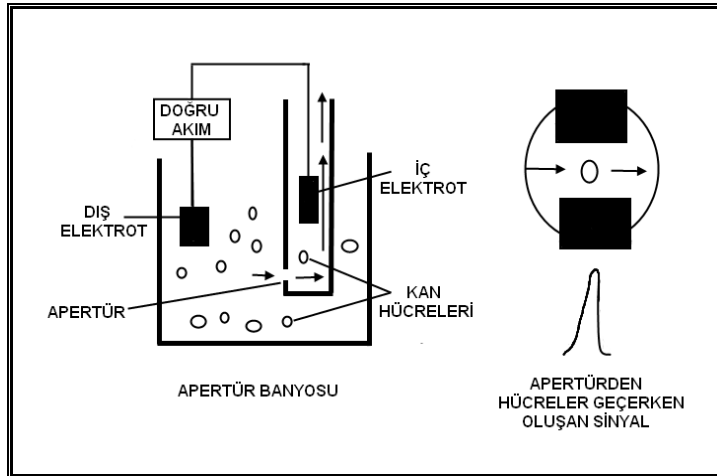 DOĞRU
AKIM
DIŞ
ELEKTROT
İÇ
ELEKTROT
APERTÜR
KAN
HÜCRELERİ
APERTÜR BANYOSU
APERTÜRDEN
HÜCRELER GEÇERKEN
OLUŞAN SİNYAL